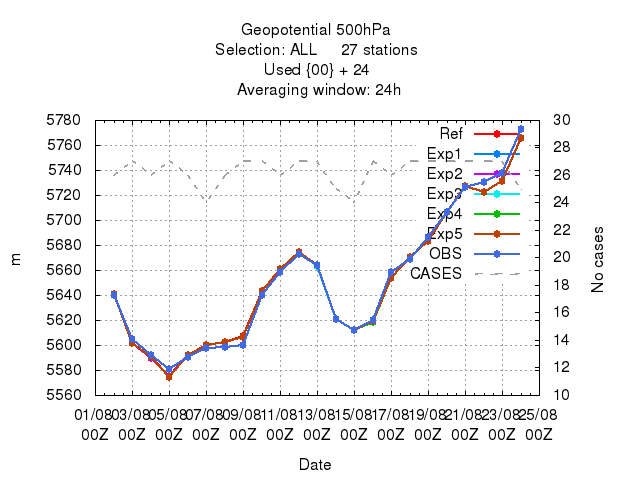 Geopotential 500hPa
Selection: ALL 27 stations
Used {00} + 24
Averaging window: 24h
5780 30
Ref
5760 28
Exp1
5740 26
Exp2
5720 24
Exp3
5700 22
Exp4
5680 20
Exp5
5660 18
OBS
5640 16
CASES
5620 14
5600 12
5580 10
5560
m
No cases
01/08 03/08 05/08 07/08 09/08 11/08 13/08 15/08 17/08 19/08 21/08 23/08 25/08
00Z 00Z 00Z 00Z 00Z 00Z 00Z 00Z 00Z 00Z 00Z 00Z 00Z
Date